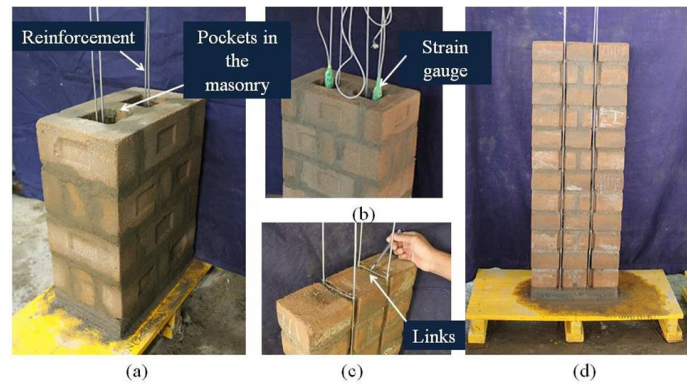 Reinforcement
Pockets in
the
masonry
Strain
gauge
(b)
Links
(a)
(c)
(d)